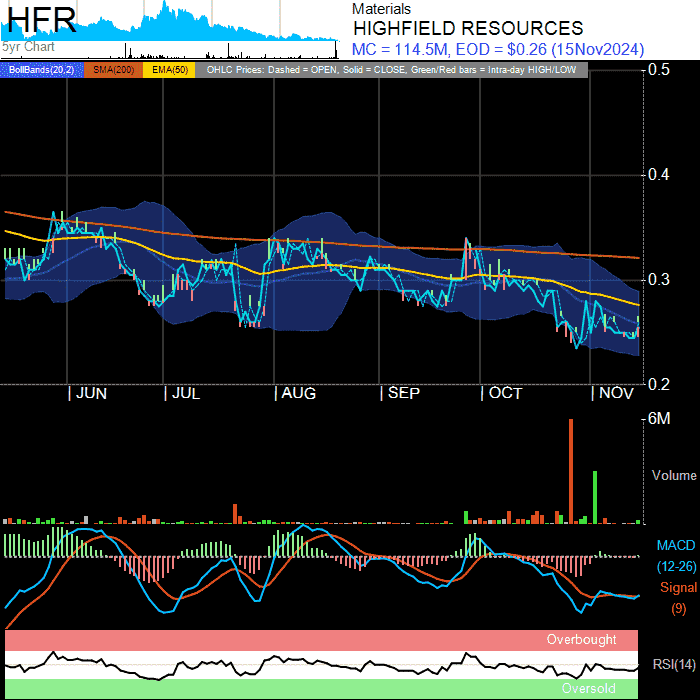 HFR
5yr Chart
Materials
HIGHFIELD RESOURCES
MC = 114.5M, EOD = $0.26 (15Nov2024)
BollBands(20,2) SMA(200) EMA(50) OHLC Prices: Dashed = OPEN, Solid = CLOSE, Green/Red bars = Intra-day HIGH/LOW
0.5
0.4
0.3
0.2
JUN JUL AUG SEP OCT NOV
6M
Volume
MACD
(12-26)
Signal
(9)
Overbought
RSI(14)
Oversold